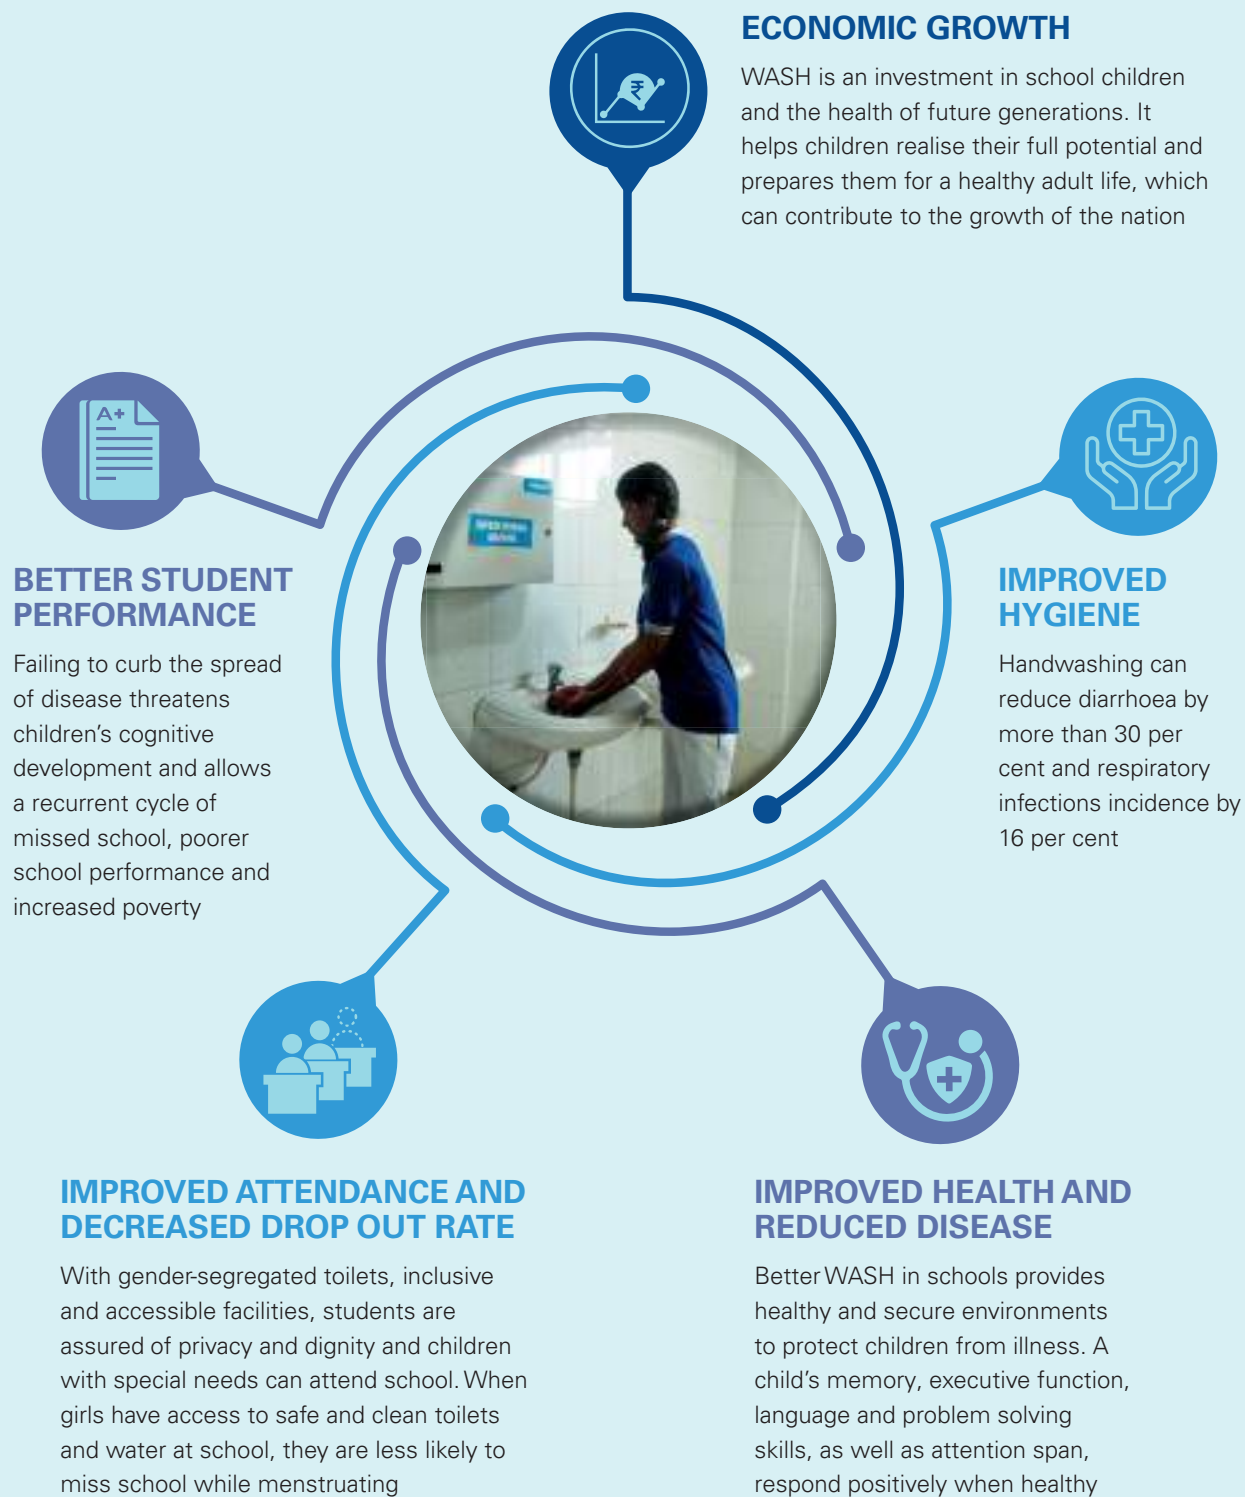 ECONOMIC GROWTH
WASH is an investment in school children
and the health of future generations. It
helps children realise their full potential and
prepares them for a healthy adult life, which
can contribute to the growth of the nation
₹
A+
BETTER STUDENT
PERFORMANCE
Failing to curb the spread
of disease threatens
children's cognitive
development and allows
a recurrent cycle of
missed school, poorer
school performance and
increased poverty
IMPROVED
HYGIENE
Handwashing can
reduce diarrhoea by
more than 30 per
cent and respiratory
infections incidence by
16 per cent
IMPROVED ATTENDANCE AND
DECREASED DROP OUT RATE
With gender-segregated toilets, inclusive
and accessible facilities, students are
assured of privacy and dignity and children
with special needs can attend school. When
girls have access to safe and clean toilets
and water at school, they are less likely to
miss school while menstruating
IMPROVED HEALTH AND
REDUCED DISEASE
Better WASH in schools provides
healthy and secure environments
to protect children from illness. A
child's memory, executive function,
language and problem solving
skills, as well as attention span,
respond positively when healthy